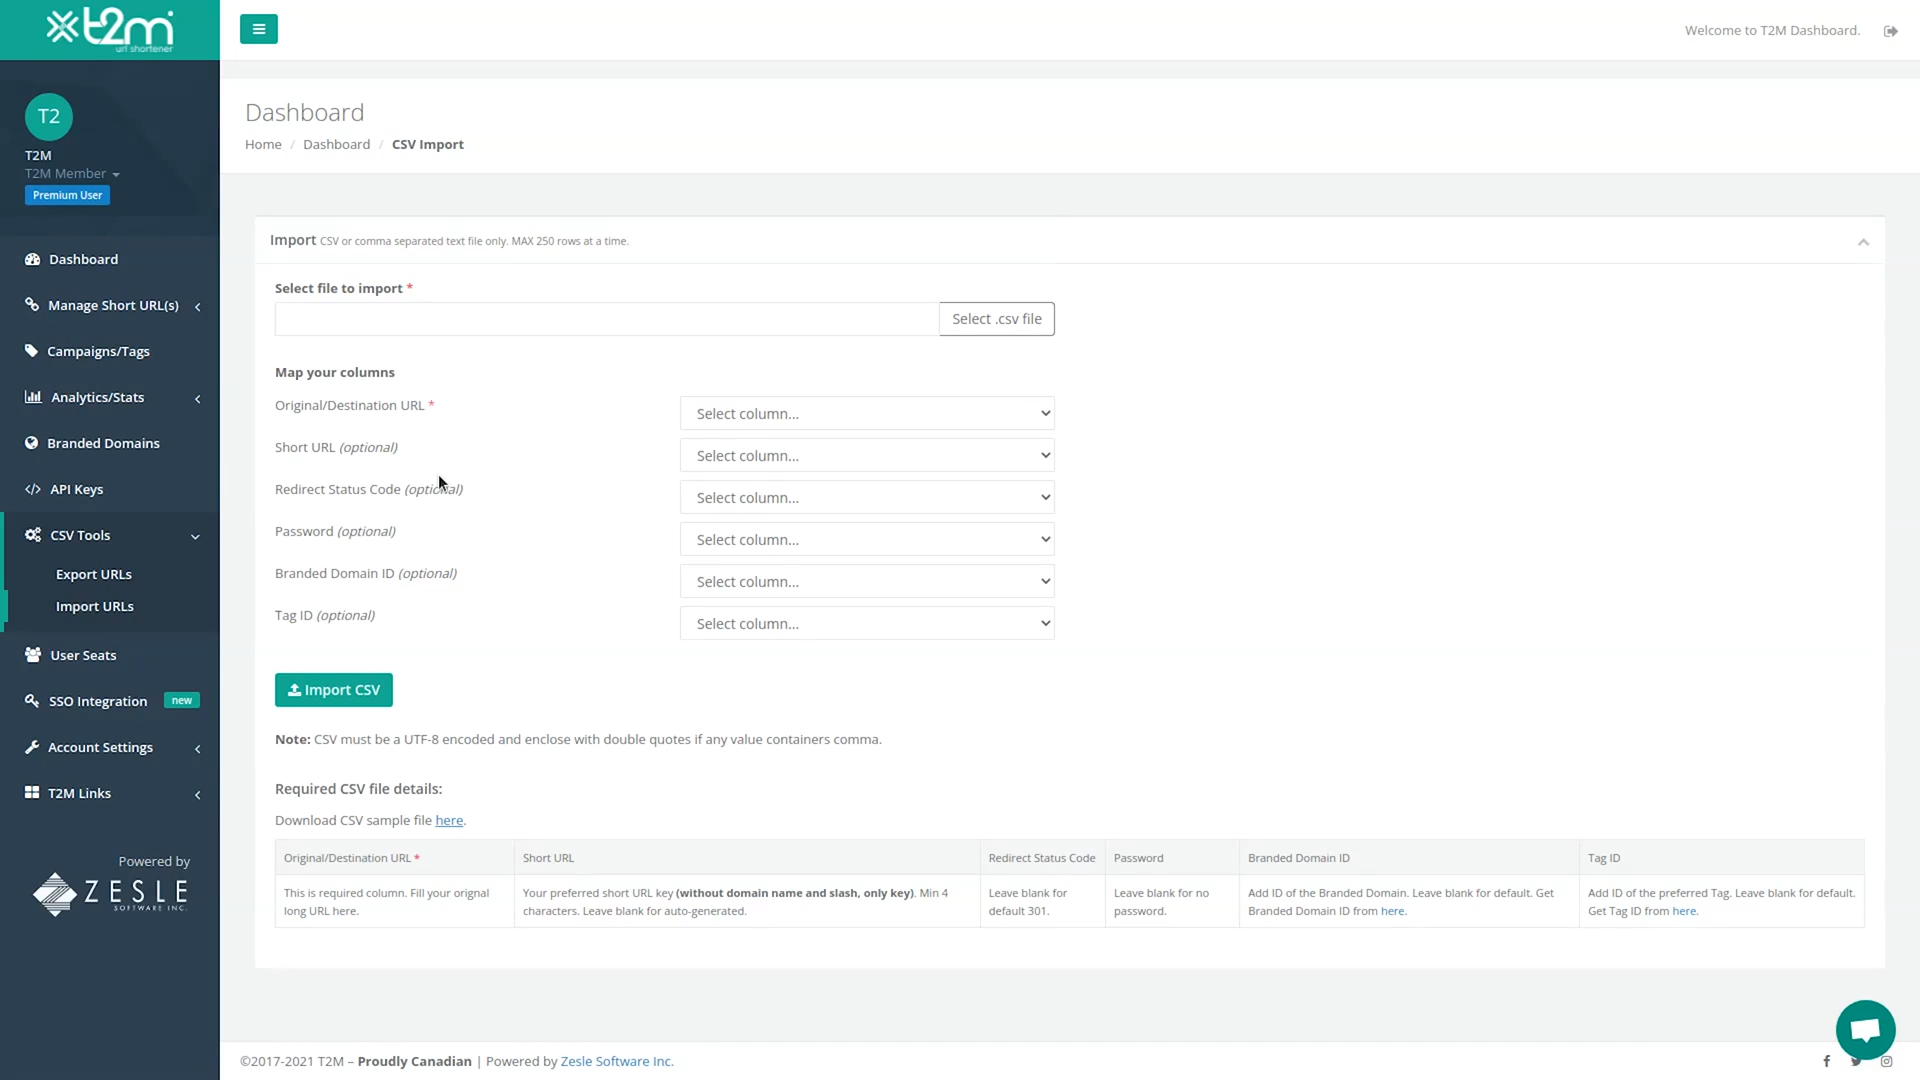 t2m
url shortener
Welcome to T2M Dashboard.
T2
T2M
T2M Member
Premium User
Dashboard
Manage Short URL(s)
Campaigns/Tags
Analytics/Stats
Branded Domains
API Keys
CSV Tools
Export URLs
Import URLs
User Seats
SSO Integration new
Account Settings
T2M Links
Powered by
ZESLE
SOFTWARE INC.
Dashboard
Home / Dashboard / CSV Import
Import CSV or comma separated text file only. MAX 250 rows at a time.
Select file to import *
Select .csv file
Map your columns
Original/Destination URL * Select column...
Short URL (optional) Select column...
Redirect Status Code (optional) Select column...
Password (optional) Select column...
Branded Domain ID (optional) Select column...
Tag ID (optional) Select column...
Import CSV
Note: CSV must be a UTF-8 encoded and enclose with double quotes if any value containers comma.
Required CSV file details:
Download CSV sample file here.
Original/Destination URL * Short URL Redirect Status Code Password Branded Domain ID Tag ID
This is required column. Fill your orignal Your preferred short URL key (without domain name and slash, only key). Min 4 Leave blank for Leave blank for no Add ID of the Branded Domain. Leave blank for default. Get Add ID of the preferred Tag. Leave blank for default.
long URL here. characters. Leave blank for auto-generated. default 301. password. Branded Domain ID from here. Get Tag ID from here.
©2017-2021 T2M – Proudly Canadian | Powered by Zesle Software Inc.